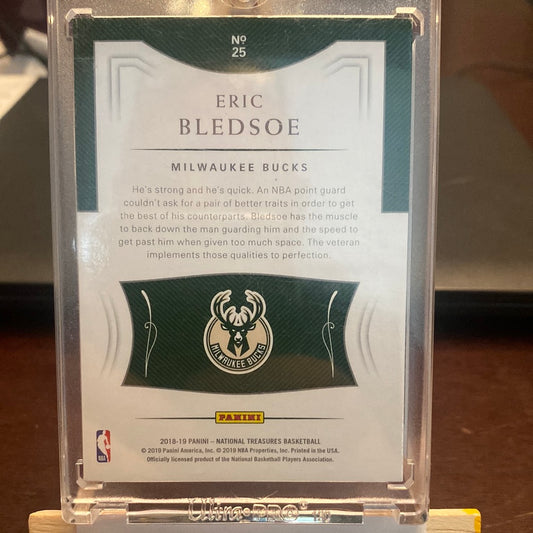 Nº
25
ERIC
BLEDSOE
MILWAUKEE BUCKS
He's strong and he's quick. An NBA point guard
couldn't ask for a pair of better traits in order to get
the best of his counterparts. Bledsoe has the muscle
to back down the man guarding him and the speed to
get past him when given too much space. The veteran
implements those qualities to perfection.
MILWAUKEE BUCKS
PANINI
2018-19 PANINI – NATIONAL TREASURES BASKETBALL
© 2019 Panini America, Inc. © 2019 NBA Properties, Inc. Printed in the USA.
Officially licensed product of the National Basketball Players Association.
Ultra PRO